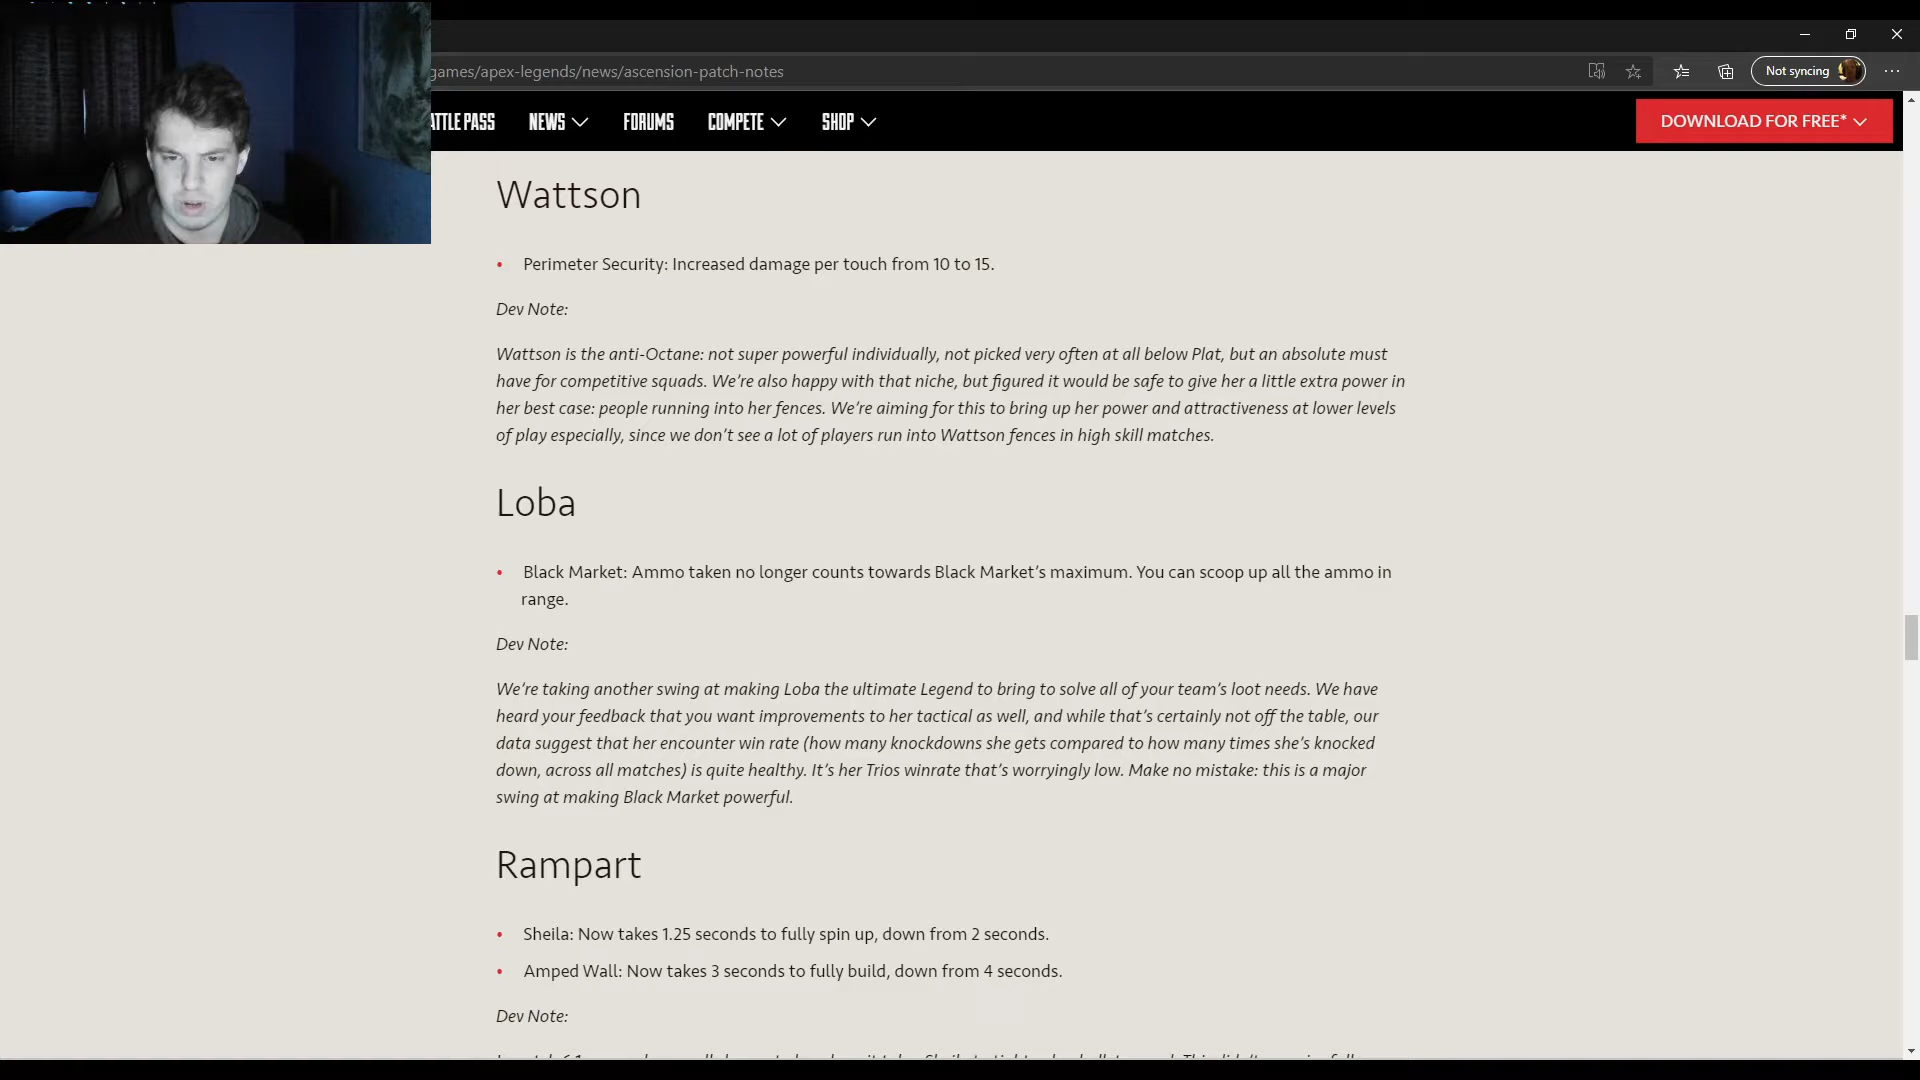 games/apex-legends/news/ascension-patch-notes
Not syncing
ATTLE PASS NEWS FORUMS COMPETE SHOP
DOWNLOAD FOR FREE*
Wattson
• Perimeter Security: Increased damage per touch from 10 to 15.
Dev Note:
Wattson is the anti-Octane: not super powerful individually, not picked very often at all below Plat, but an absolute must
have for competitive squads. We’re also happy with that niche, but figured it would be safe to give her a little extra power in
her best case: people running into her fences. We’re aiming for this to bring up her power and attractiveness at lower levels
of play especially, since we don’t see a lot of players run into Wattson fences in high skill matches.
Loba
• Black Market: Ammo taken no longer counts towards Black Market’s maximum. You can scoop up all the ammo in
range.
Dev Note:
We’re taking another swing at making Loba the ultimate Legend to bring to solve all of your team’s loot needs. We have
heard your feedback that you want improvements to her tactical as well, and while that’s certainly not off the table, our
data suggest that her encounter win rate (how many knockdowns she gets compared to how many times she’s knocked
down, across all matches) is quite healthy. It’s her Trios winrate that’s worryingly low. Make no mistake: this is a major
swing at making Black Market powerful.
Rampart
• Sheila: Now takes 1.25 seconds to fully spin up, down from 2 seconds.
• Amped Wall: Now takes 3 seconds to fully build, down from 4 seconds.
Dev Note: